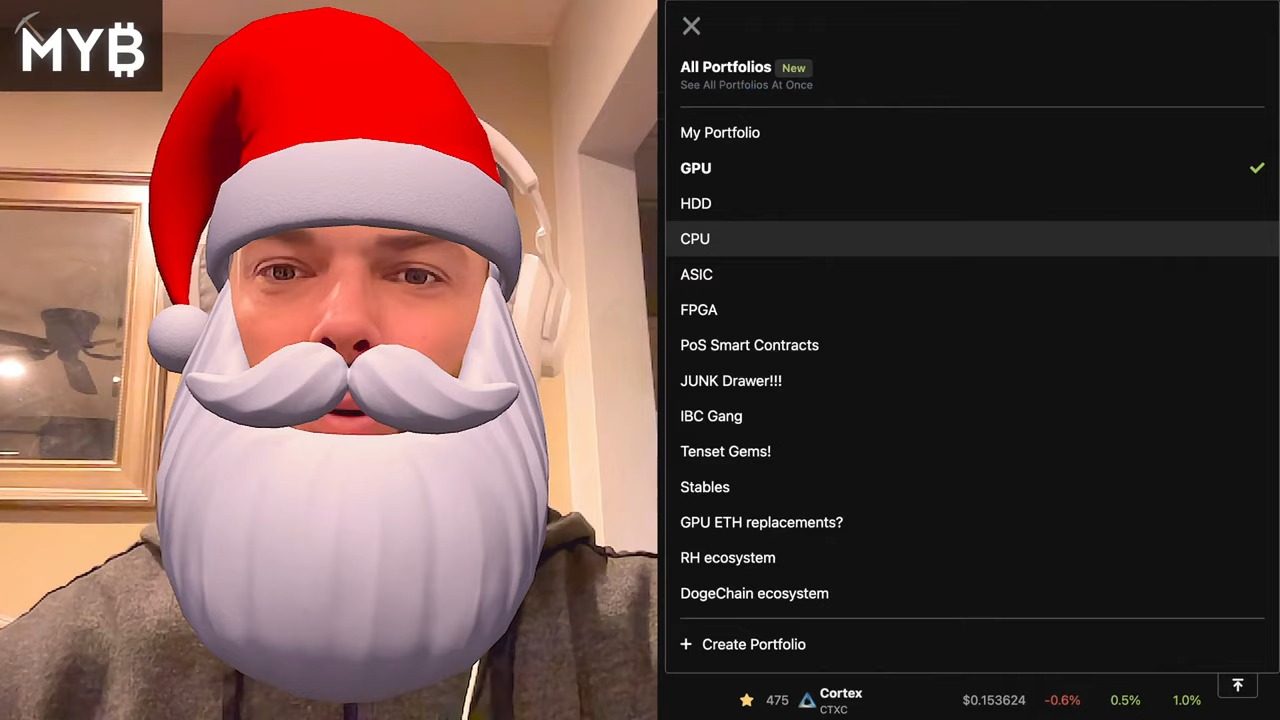 MYB
All Portfolios New
See All Portfolios At Once
My Portfolio
GPU
HDD
CPU
ASIC
FPGA
PoS Smart Contracts
JUNK Drawer!!!
IBC Gang
Tenset Gems!
Stables
GPU ETH replacements?
RH ecosystem
DogeChain ecosystem
+ Create Portfolio
475 Cortex $0.153624 -0.6% 0.5% 1.0%
CTXC